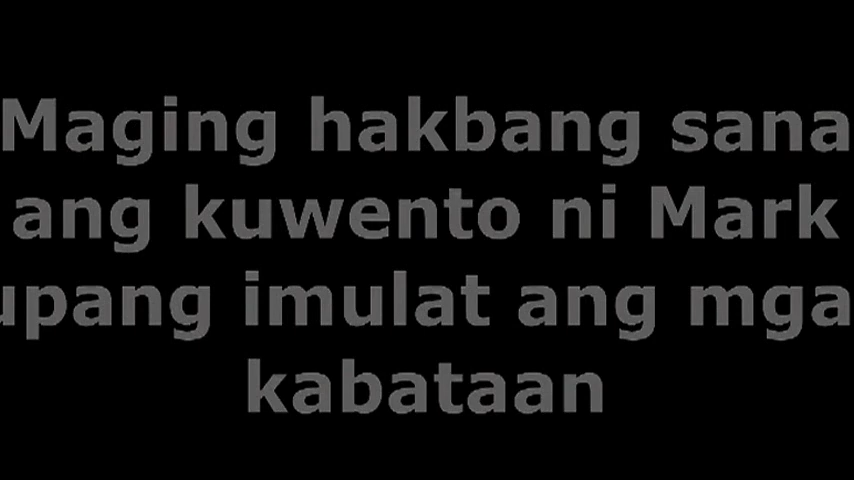 Maging hakbang sana
ang kuwento ni Mark
upang imulat ang mga
kabataan